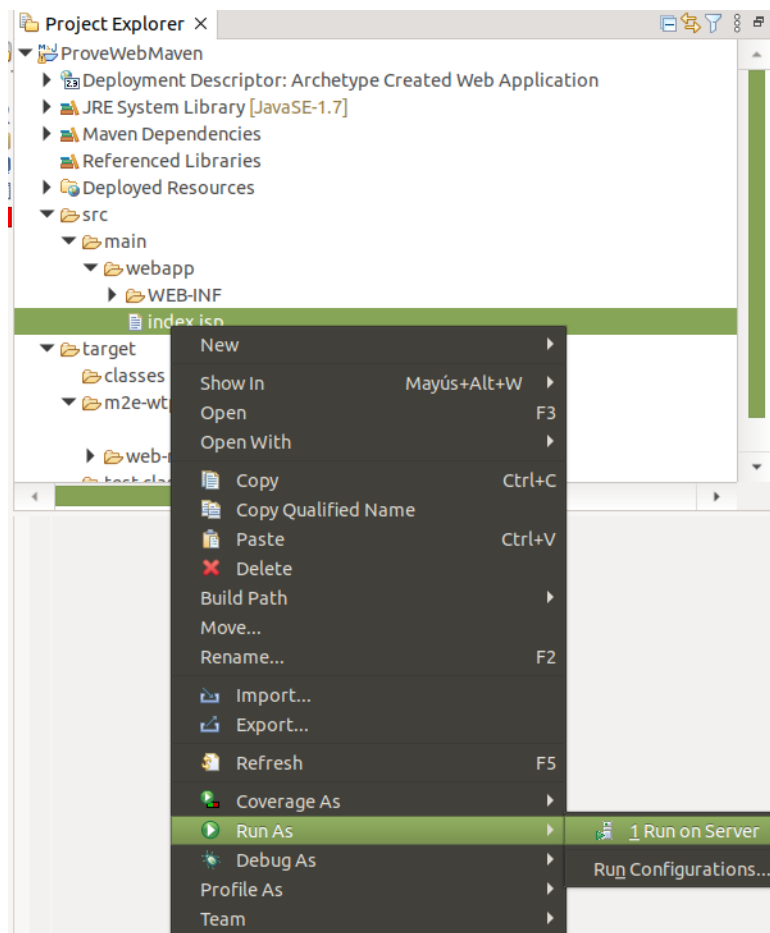 Project Explorer
ProveWebMaven
Deployment Descriptor: Archetype Created Web Application
JRE System Library [JavaSE-1.7]
Maven Dependencies
Referenced Libraries
Deployed Resources
src
main
webapp
WEB-INF
index.jsp
target
classes
m2e-wtp
web-r
New
Show In Mayús+Alt+W
Open F3
Open With
Copy Ctrl+C
Copy Qualified Name
Paste Ctrl+V
Delete
Build Path
Move...
Rename... F2
Import...
Export...
Refresh F5
Coverage As
Run As
1 Run on Server
Debug As
Run Configurations...
Profile As
Team